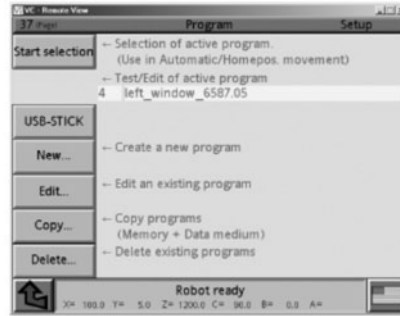 VC - Remote View
37 (Page) Program Setup
Start selection
← Selection of active program.
(Use in Automatic/Homepos. movement)
← Test/Edit of active program
4 left_window_6587.05
USB-STICK
New... ← Create a new program
Edit... ← Edit an existing program
Copy... ← Copy programs
(Memory + Data medium)
Delete... ← Delete existing programs
Robot ready
X= 180.0 Y= 5.0 Z= 1200.0 C= 90.0 B= 0.0 A=